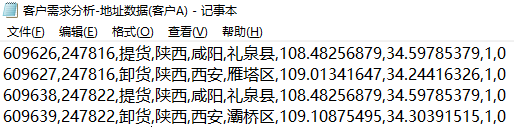 客户需求分析-地址数据(客户A) - 记事本
文件(F) 编辑(E) 格式(O) 查看(V) 帮助(H)
609626,247816,提货,陕西,咸阳,礼泉县,108.48256879,34.59785379,1,0
609627,247816,卸货,陕西,西安,雁塔区,109.01341647,34.24416326,1,0
609638,247822,提货,陕西,咸阳,礼泉县,108.48256879,34.59785379,1,0
609639,247822,卸货,陕西,西安,灞桥区,109.10875495,34.30391515,1,0